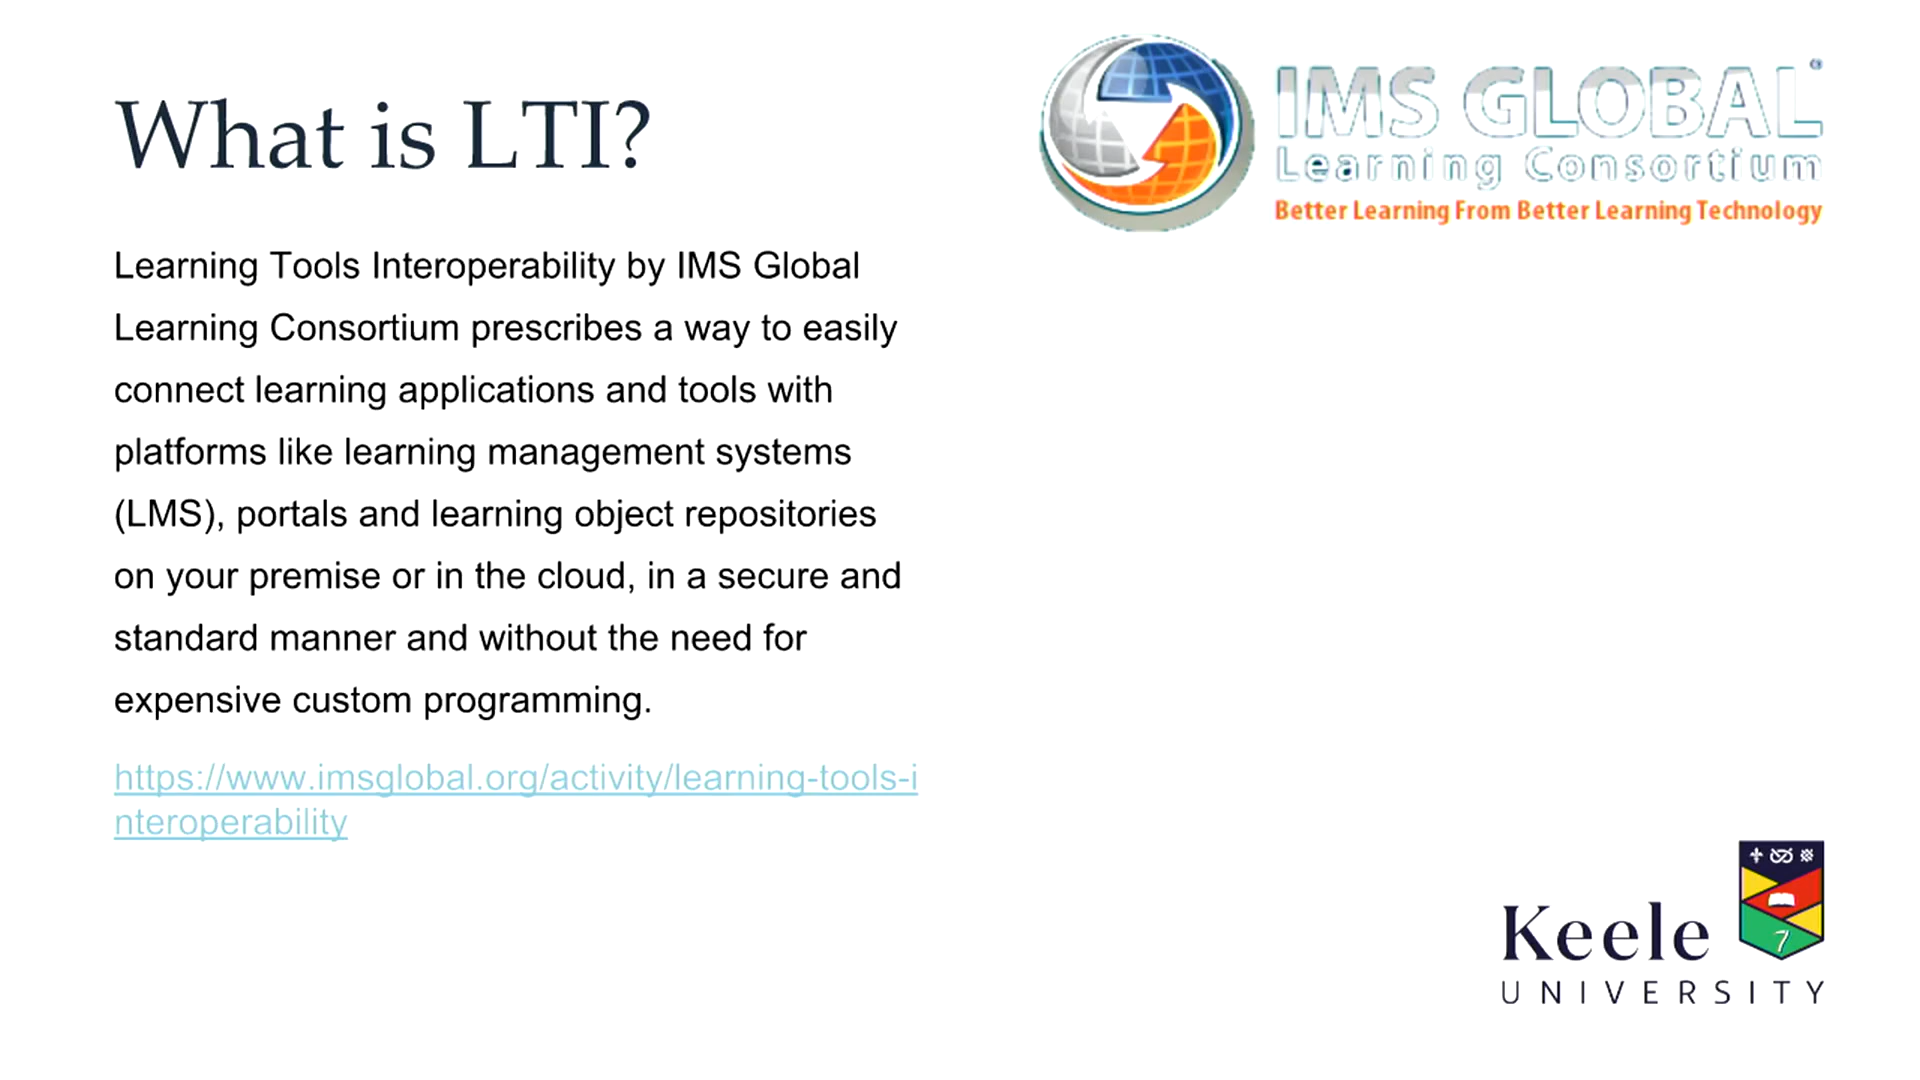 What is LTI?
IMS GLOBAL®
Learning Consortium
Better Learning From Better Learning Technology
Learning Tools Interoperability by IMS Global
Learning Consortium prescribes a way to easily
connect learning applications and tools with
platforms like learning management systems
(LMS), portals and learning object repositories
on your premise or in the cloud, in a secure and
standard manner and without the need for
expensive custom programming.
https://www.imsglobal.org/activity/learning-tools-i
nteroperability
Keele
UNIVERSITY